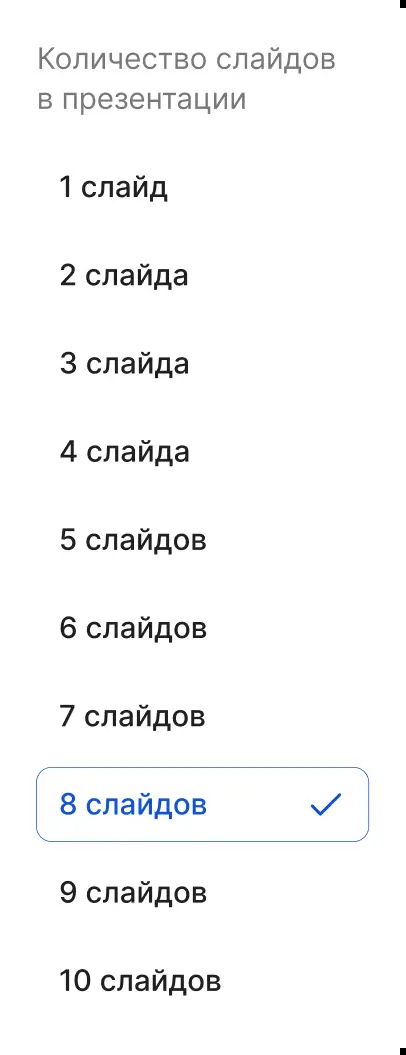 Количество слайдов
в презентации
1 слайд
2 слайда
3 слайда
4 слайда
5 слайдов
6 слайдов
7 слайдов
8 слайдов
9 слайдов
10 слайдов